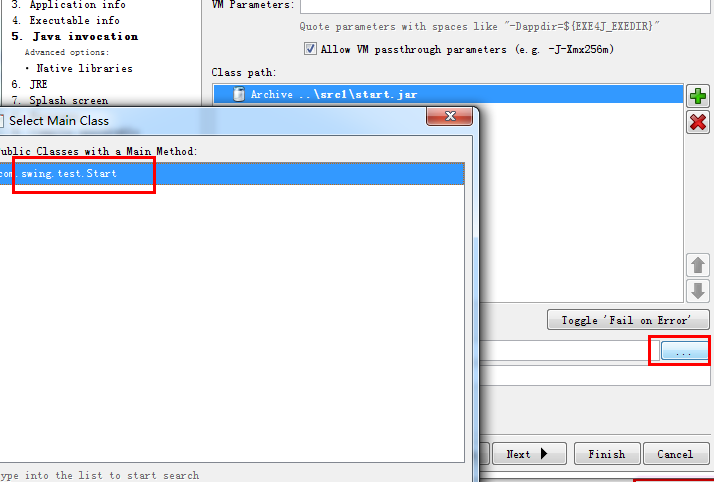 3. Application info
4. Executable info
5. Java invocation
Advanced options:
• Native libraries
6. JRE
7. Splash screen
VM Parameters:
Quote parameters with spaces like "-Dappdir=${EXE4J_EXEDIR}"
Allow VM passthrough parameters (e.g. -J-Xmx256m)
Class path:
Archive ..\src1\start.jar
Select Main Class
ublic Classes with a Main Method:
com.swing.test.Start
Toggle 'Fail on Error'
...
Next
Finish
Cancel
ype into the list to start search